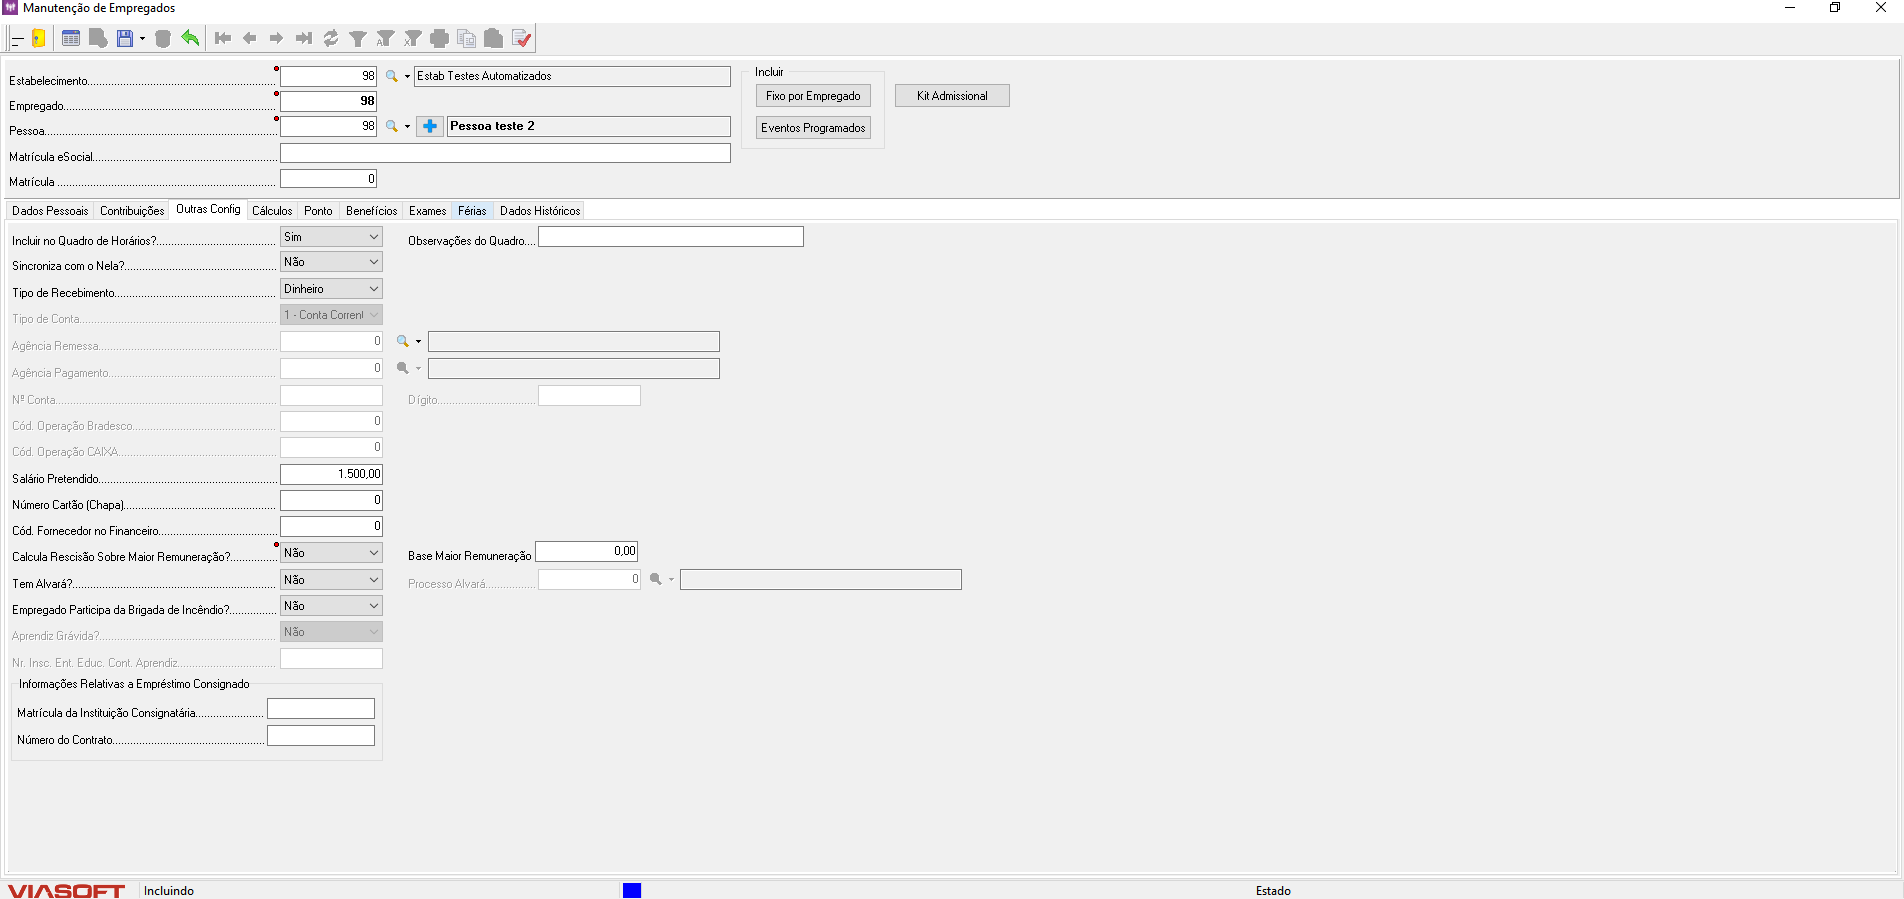 Manutenção de Empregados
Estabelecimento 98 Estab Testes Automatizados
Empregado 98
Pessoa 98 Pessoa teste 2
Matrícula eSocial
Matrícula 0
Incluir
Fixo por Empregado
Eventos Programados
Kit Admissional
Dados Pessoais Contribuições Outras Config Cálculos Ponto Benefícios Exames Férias Dados Históricos
Incluir no Quadro de Horários? Sim Observações do Quadro
Sincroniza com o Nela? Não
Tipo de Recebimento Dinheiro
Tipo de Conta 1 - Conta Corrent
Agência Remessa 0
Agência Pagamento 0
Nº Conta Dígito
Cód. Operação Bradesco 0
Cód. Operação CAIXA 0
Salário Pretendido 1.500,00
Número Cartão (Chapa) 0
Cód. Fornecedor no Financeiro 0
Calcula Rescisão Sobre Maior Remuneração? Não Base Maior Remuneração 0,00
Tem Alvará? Não Processo Alvará 0
Empregado Participa da Brigada de Incêndio? Não
Aprendiz Grávida? Não
Nr. Insc. Ent. Educ. Cont. Aprendiz
Informações Relativas a Empréstimo Consignado
Matrícula da Instituição Consignatária
Número do Contrato
VIASOFT Incluindo Estado